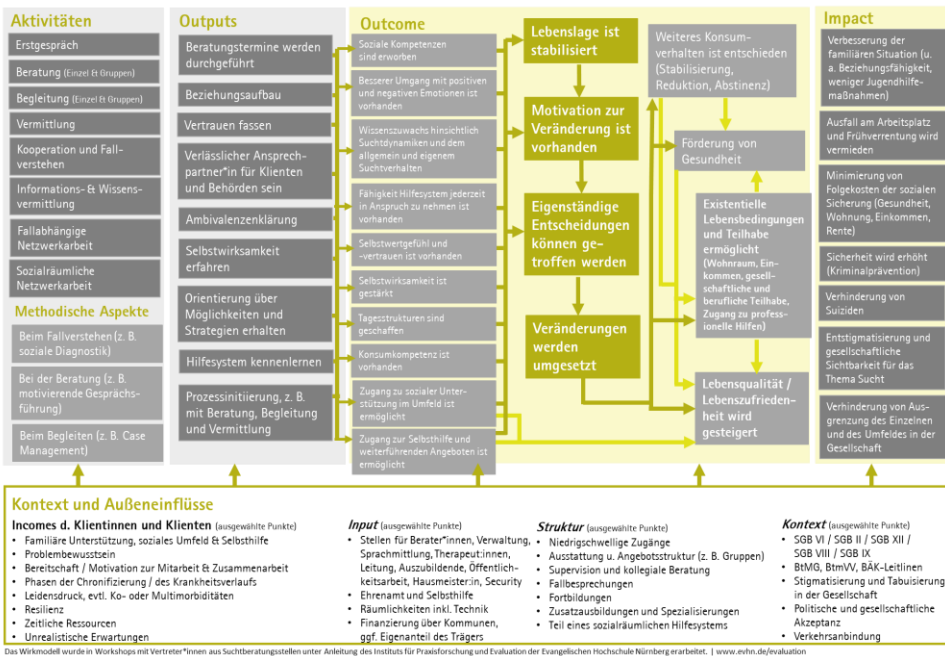 Aktivitäten
Erstgespräch
Beratung (Einzel & Gruppen)
Begleitung (Einzel & Gruppen)
Vermittlung
Kooperation und Fall-
verstehen
Informations- & Wissens-
vermittlung
Fallabhängige
Netzwerkarbeit
Sozialräumliche
Netzwerkarbeit
Methodische Aspekte
Beim Fallverstehen (z. B.
soziale Diagnostik)
Bei der Beratung (z. B.
motivierende Gesprächs-
führung)
Beim Begleiten (z. B. Case
Management)
Outputs
Beratungstermine werden
durchgeführt
Beziehungsaufbau
Vertrauen fassen
Verlässlicher Ansprech-
partner*in für Klienten
und Behörden sein
Ambivalenzenklärung
Selbstwirksamkeit
erfahren
Orientierung über
Möglichkeiten und
Strategien erhalten
Hilfesystem kennenlernen
Prozessinitiierung, z. B.
mit Beratung, Begleitung
und Vermittlung
Outcome
Soziale Kompetenzen
sind erworben
Besserer Umgang mit positiven
und negativen Emotionen ist
vorhanden
Wissenszuwachs hinsichtlich
Suchtdynamiken und dem
allgemein und eigenem
Suchtverhalten
Fähigkeit Hilfesystem jederzeit
in Anspruch zu nehmen ist
vorhanden
Selbstwertgefühl und
-vertrauen ist vorhanden
Selbstwirksamkeit ist
gestärkt
Tagesstrukturen sind
geschaffen
Konsumkompetenz ist
vorhanden
Zugang zu sozialer Unter-
stützung im Umfeld ist
ermöglicht
Zugang zur Selbsthilfe und
weiterführenden Angeboten ist
ermöglicht
Lebenslage ist
stabilisiert
Motivation zur
Veränderung ist
vorhanden
Eigenständige
Entscheidungen
können ge-
troffen werden
Veränderungen
werden
umgesetzt
Weiteres Konsum-
verhalten ist entschieden
(Stabilisierung,
Reduktion, Abstinenz)
Förderung von
Gesundheit
Existentielle
Lebensbedingungen
und Teilhabe
ermöglicht
(Wohnraum, Ein-
kommen, gesell-
schaftliche und
berufliche Teilhabe,
Zugang zu profess-
ionelle Hilfen)
Lebensqualität /
Lebenszufrieden-
heit wird
gesteigert
Impact
Verbesserung der
familiären Situation (u.
a. Beziehungsfähigkeit,
weniger Jugendhilfe-
maßnahmen)
Ausfall am Arbeitsplatz
und Frühverrentung wird
vermieden
Minimierung von
Folgekosten der sozialen
Sicherung (Gesundheit,
Wohnung, Einkommen,
Rente)
Sicherheit wird erhöht
(Kriminalprävention)
Verhinderung von
Suiziden
Entstigmatisierung und
gesellschaftliche
Sichtbarkeit für das
Thema Sucht
Verhinderung von Aus-
grenzung des Einzelnen
und des Umfeldes in der
Gesellschaft
Kontext und Außeneinflüsse
Incomes d. Klientinnen und Klienten (ausgewählte Punkte)
• Familiäre Unterstützung, soziales Umfeld & Selbsthilfe
• Problembewusstsein
• Bereitschaft / Motivation zur Mitarbeit & Zusammenarbeit
• Phasen der Chronifizierung / des Krankheitsverlaufs
• Leidensdruck, evtl. Ko- oder Multimorbiditäten
• Resilienz
• Zeitliche Ressourcen
• Unrealistische Erwartungen
Input (ausgewählte Punkte)
• Stellen für Berater*innen, Verwaltung,
Sprachmittlung, Therapeut:innen,
Leitung, Auszubildende, Öffentlich-
keitsarbeit, Hausmeister:in, Security
• Ehrenamt und Selbsthilfe
• Räumlichkeiten inkl. Technik
• Finanzierung über Kommunen,
ggf. Eigenanteil des Trägers
Struktur (ausgewählte Punkte)
• Niedrigschwellige Zugänge
• Ausstattung u. Angebotsstruktur (z. B. Gruppen)
• Supervision und kollegiale Beratung
• Fallbesprechungen
• Fortbildungen
• Zusatzausbildungen und Spezialisierungen
• Teil eines sozialräumlichen Hilfesystems
Kontext (ausgewählte Punkte)
• SGB VI / SGB II / SGB XII /
SGB VIII / SGB IX
• BtMG, BtmVV, BÄK-Leitlinen
• Stigmatisierung und Tabuisierung
in der Gesellschaft
• Politische und gesellschaftliche
Akzeptanz
• Verkehrsanbindung
Das Wirkmodell wurde in Workshops mit Vertreter*innen aus Suchtberatungsstellen unter Anleitung des Instituts für Praxisforschung und Evaluation der Evangelischen Hochschule Nürnberg erarbeitet. | www.evhn.de/evaluation